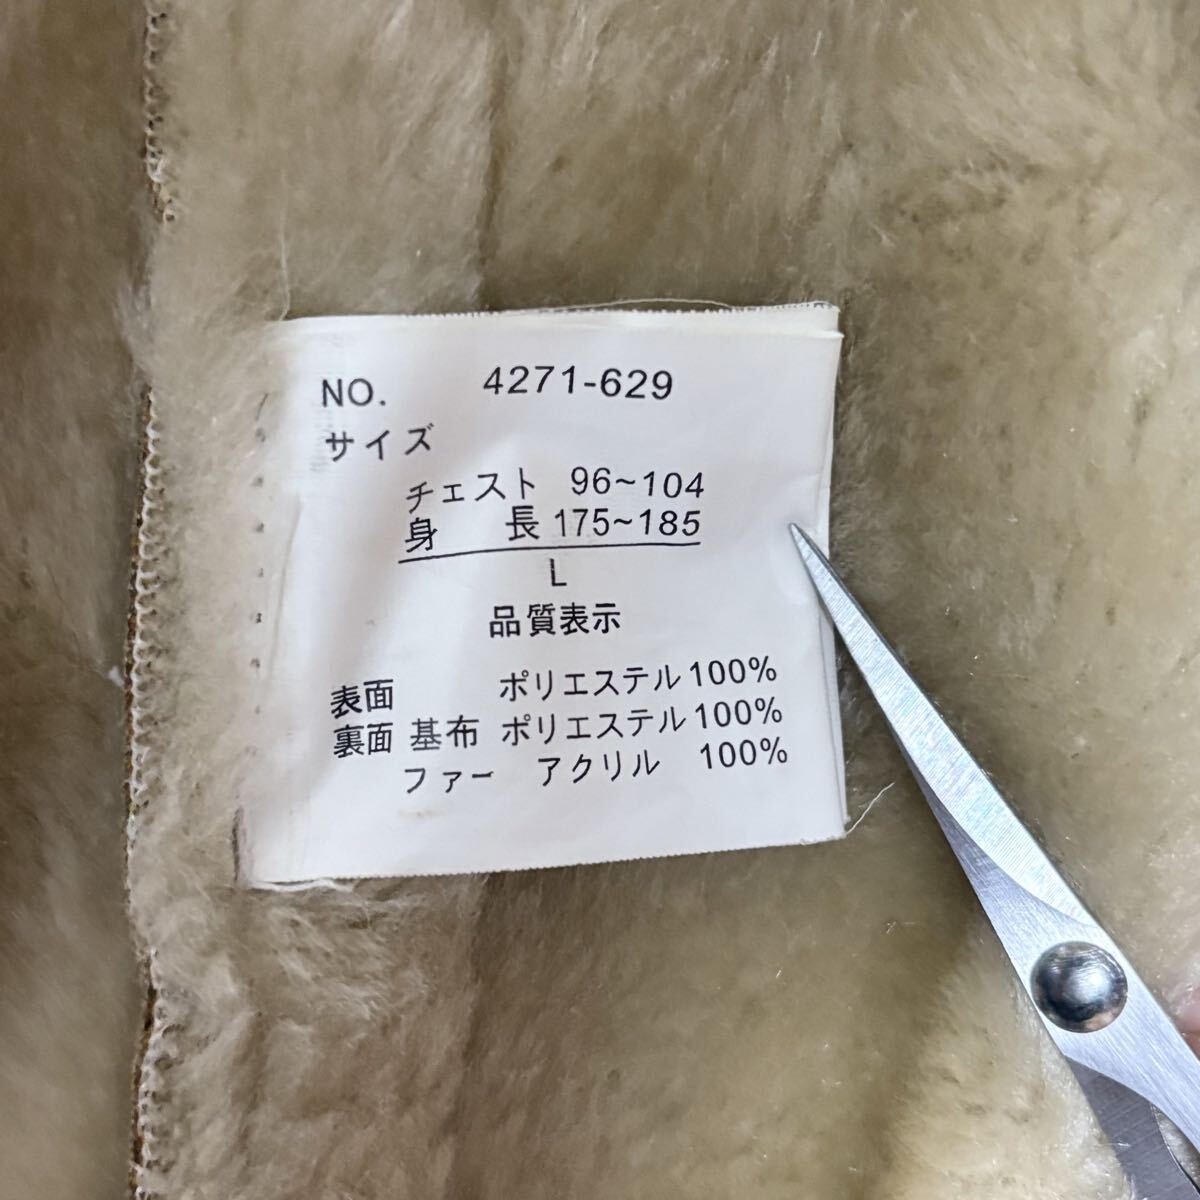 NO. 4271-629
サイズ
チェスト 96~104
身 長 175~185
L
品質表示
表面 ポリエステル100%
裏面 基布 ポリエステル100%
ファー アクリル 100%